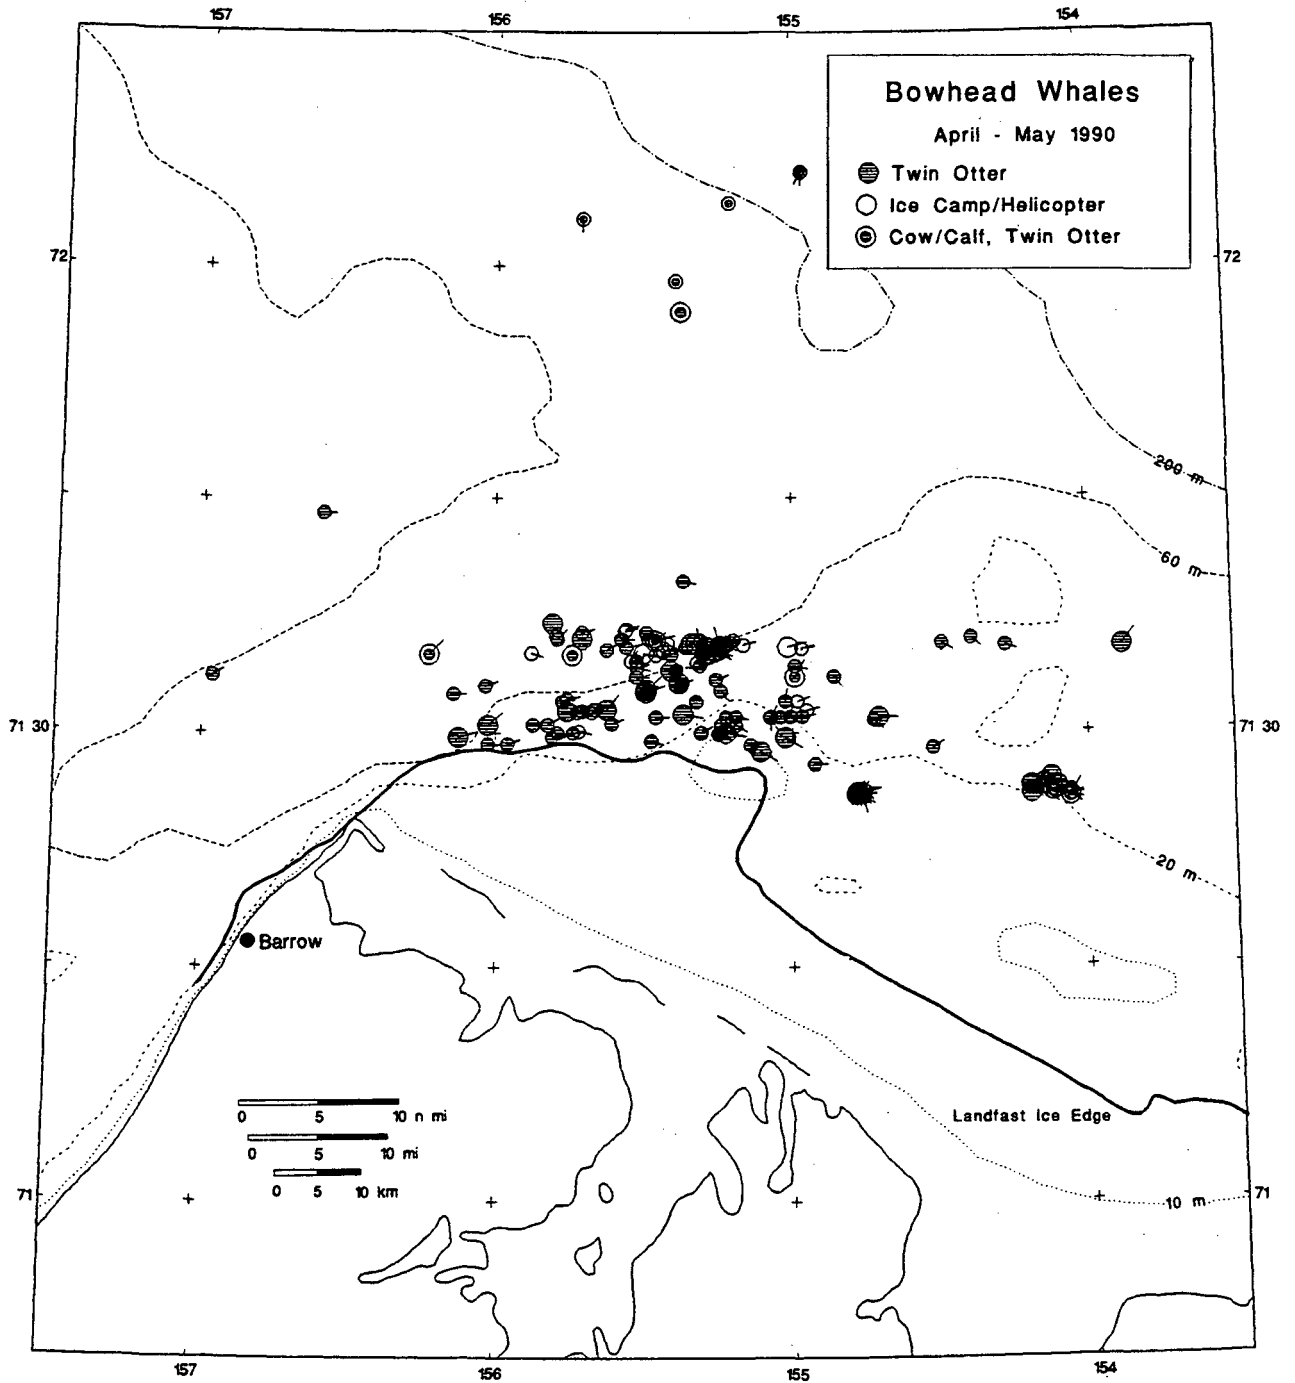 157
156
155
154
Bowhead Whales
April - May 1990
Twin Otter
Ice Camp/Helicopter
Cow/Calf, Twin Otter
72
72
200 m
60 m
71 30
71 30
20 m
Barrow
0 5 10 n mi
0 5 10 mi
0 5 10 km
Landfast Ice Edge
71
10 m
71
157
156
155
154